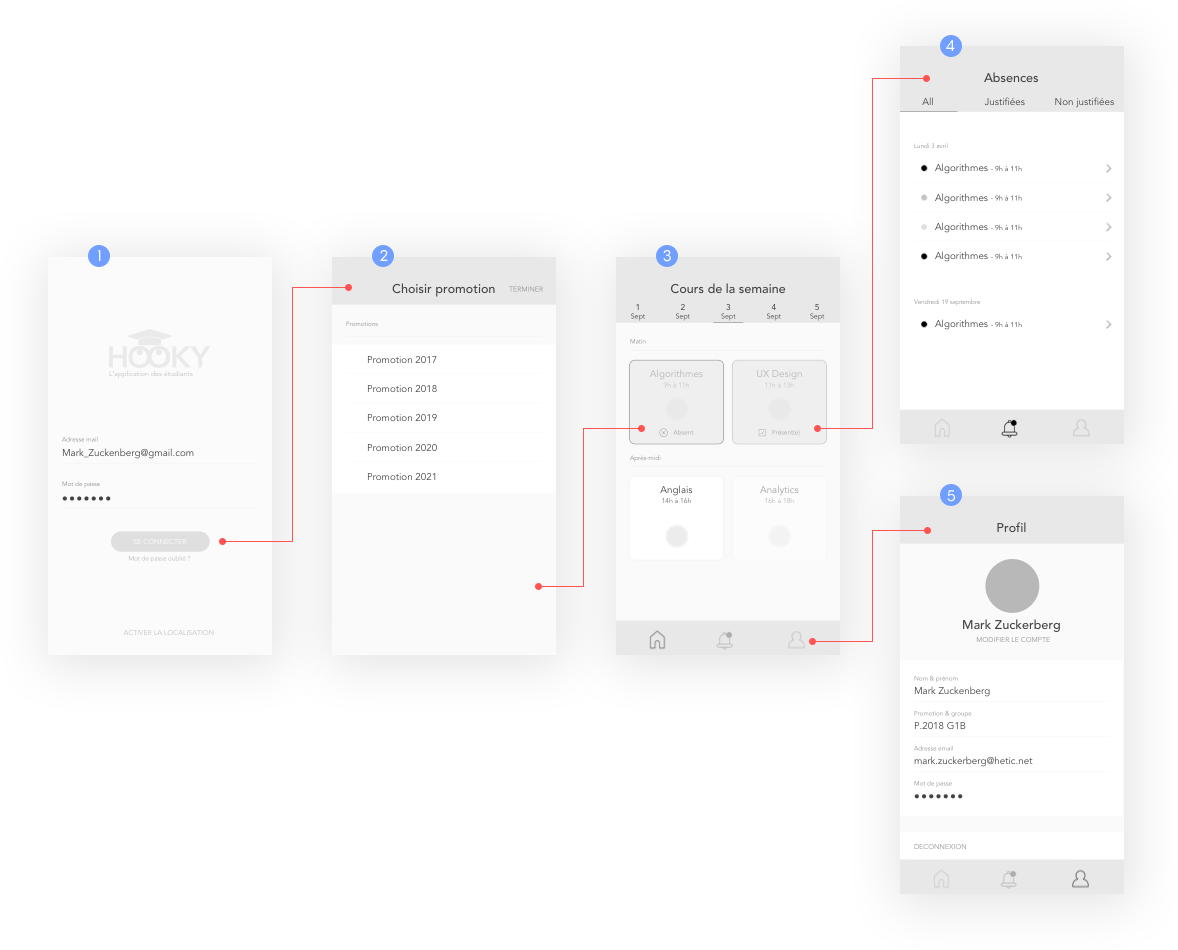 1
HOOKY
L'application des étudiants
Adresse mail
Mark_Zuckenberg@gmail.com
Mot de passe
SE CONNECTER
Mot de passe oublié ?
ACTIVER LA LOCALISATION
2
Choisir promotion TERMINER
Promotions
Promotion 2017
Promotion 2018
Promotion 2019
Promotion 2020
Promotion 2021
3
Cours de la semaine
1 2 3 4 5
Sept Sept Sept Sept Sept
Matin
Algorithmes
9h à 11h
Absent
UX Design
11h à 13h
Présent(e)
Après-midi
Anglais
14h à 16h
Analytics
16h à 18h
4
Absences
All Justifiées Non justifiées
Lundi 3 avril
Algorithmes - 9h à 11h
Algorithmes - 9h à 11h
Algorithmes - 9h à 11h
Algorithmes - 9h à 11h
Vendredi 19 septembre
Algorithmes - 9h à 11h
5
Profil
Mark Zuckerberg
MODIFIER LE COMPTE
Nom & prénom
Mark Zuckenberg
Promotion & groupe
P.2018 G1B
Adresse email
mark.zuckerberg@hetic.net
Mot de passe
DECONNEXION